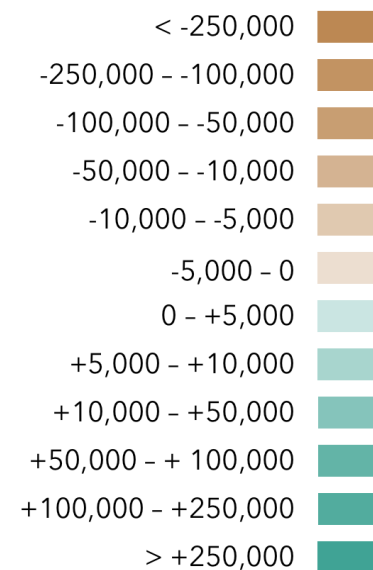 < -250,000
-250,000 – -100,000
-100,000 – -50,000
-50,000 – -10,000
-10,000 – -5,000
-5,000 – 0
0 – +5,000
+5,000 – +10,000
+10,000 – +50,000
+50,000 – + 100,000
+100,000 – +250,000
> +250,000